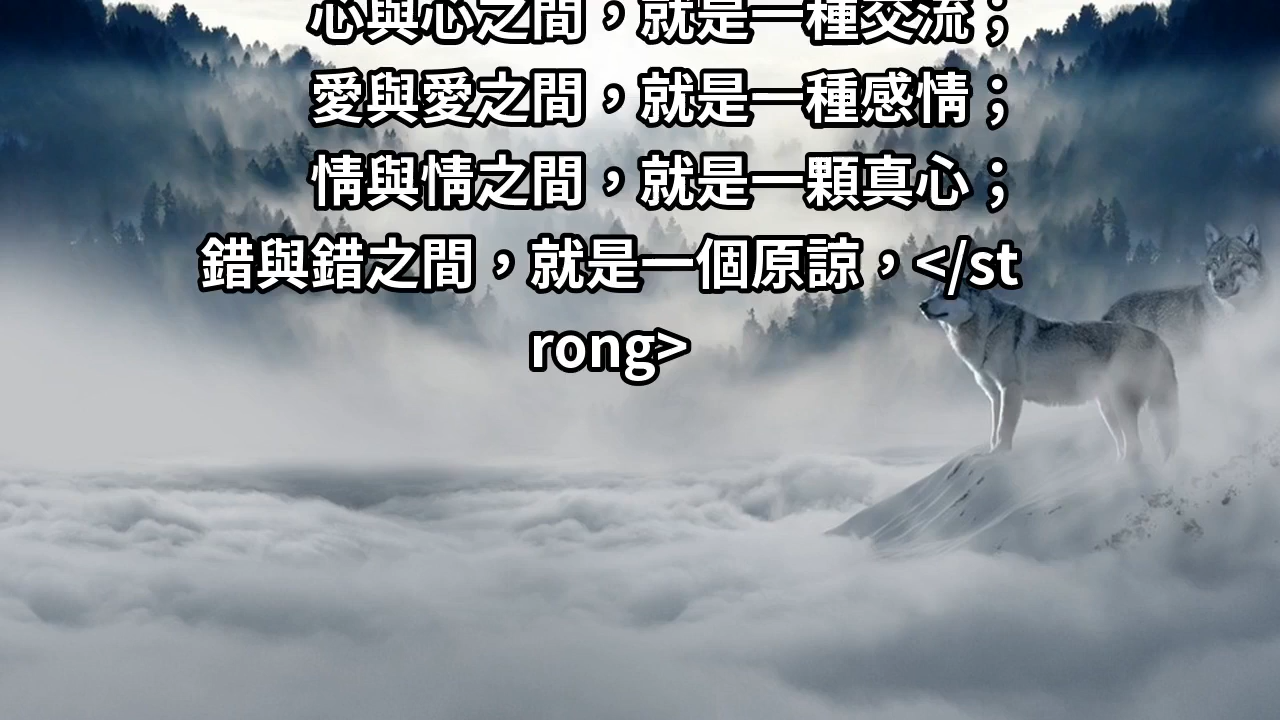 心與心之間，就是一種交流；
愛與愛之間，就是一種感情；
情與情之間，就是一顆真心；
錯與錯之間，就是一個原諒，</st
rong>